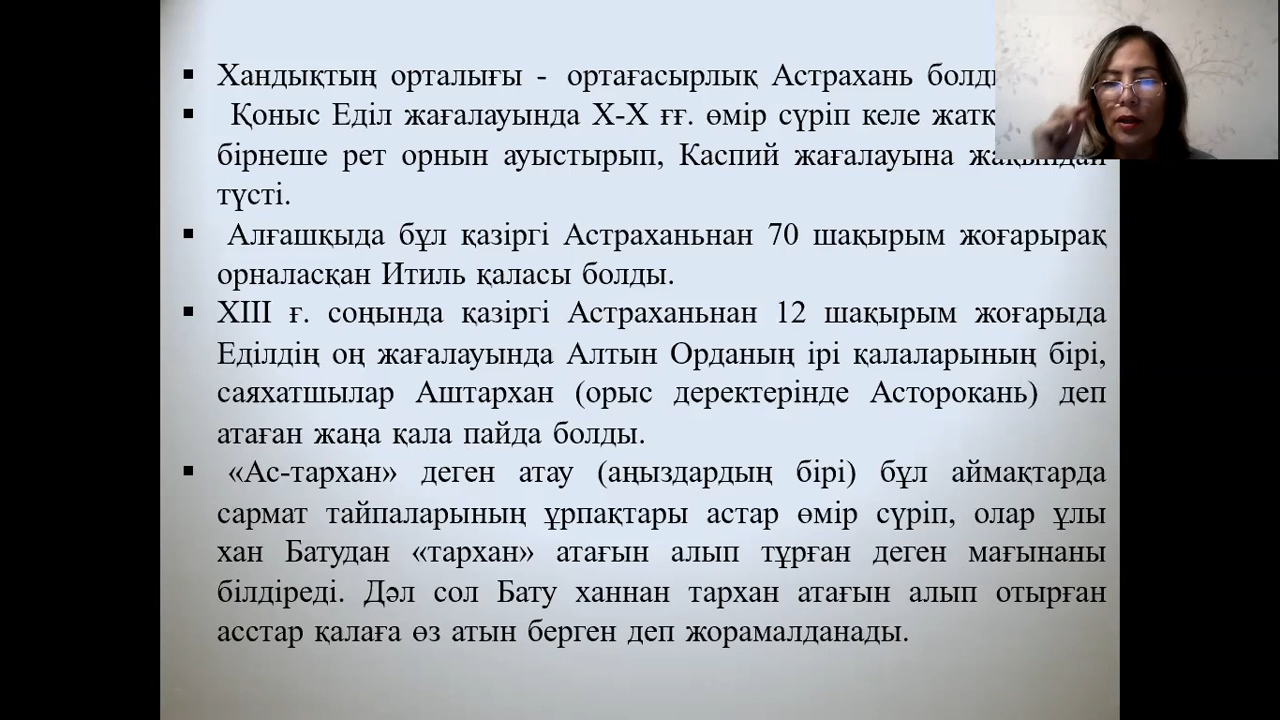 Хандықтың орталығы - ортағасырлық Астрахань
Қоныс Еділ жағалауында X-X ғғ. өмір сүріп келе
бірнеше рет орнын ауыстырып, Каспий жағалауына жақындай
түсті.
Алғашқыда бұл қазіргі Астраханьнан 70 шақырым жоғарырақ
орналасқан Итиль қаласы болды.
XIII ғ. соңында қазіргі Астраханьнан 12 шақырым жоғарыда
Еділдің оң жағалауында Алтын Орданың ірі қалаларының бірі,
саяхатшылар Аштархан (орыс деректерінде Асторокань) деп
атаған жаңа қала пайда болды.
«Ас-тархан» деген атау (аңыздардың бірі) бұл аймақтарда
сармат тайпаларының ұрпақтары астар өмір сүріп, олар ұлы
хан Батудан «тархан» атағын алып тұрған деген мағынаны
білдіреді. Дәл сол Бату ханнан тархан атағын алып отырған
асстар қалаға өз атын берген деп жорамалданады.